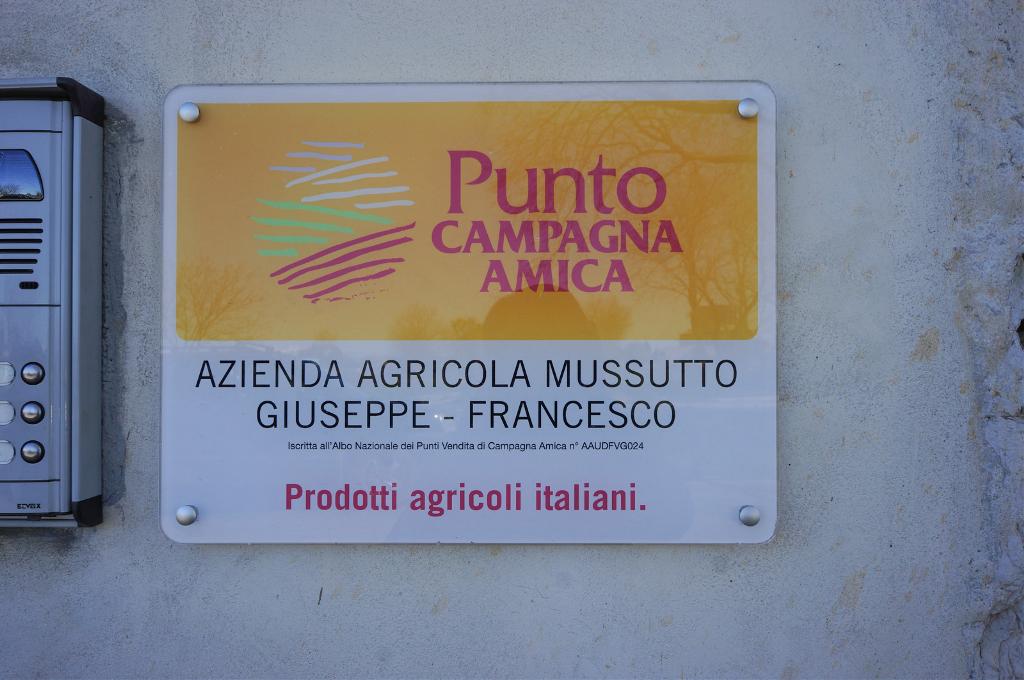 Punto
CAMPAGNA
AMICA
AZIENDA AGRICOLA MUSSUTTO
GIUSEPPE - FRANCESCO
Iscritta all'Albo Nazionale dei Punti Vendita di Campagna Amica n° AAUDFVG024
Prodotti agricoli italiani.